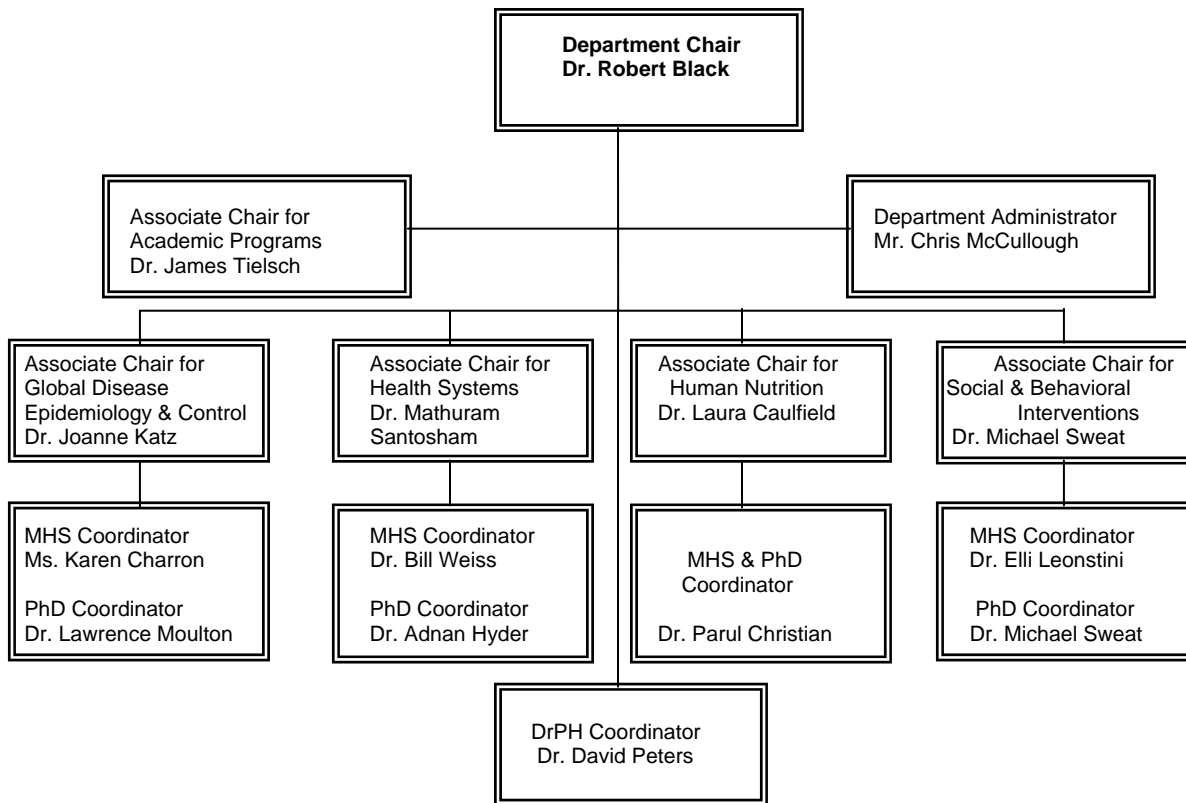 Department Chair
Dr. Robert Black
Associate Chair for
Academic Programs
Dr. James Tielsch
Department Administrator
Mr. Chris McCullough
Associate Chair for
Global Disease
Epidemiology & Control
Dr. Joanne Katz
Associate Chair for
Health Systems
Dr. Mathuram
Santosham
Associate Chair for
Human Nutrition
Dr. Laura Caulfield
Associate Chair for
Social & Behavioral
Interventions
Dr. Michael Sweat
MHS Coordinator
Ms. Karen Charron
PhD Coordinator
Dr. Lawrence Moulton
MHS Coordinator
Dr. Bill Weiss
PhD Coordinator
Dr. Adnan Hyder
MHS & PhD
Coordinator
Dr. Parul Christian
MHS Coordinator
Dr. Elli Leonstini
PhD Coordinator
Dr. Michael Sweat
DrPH Coordinator
Dr. David Peters